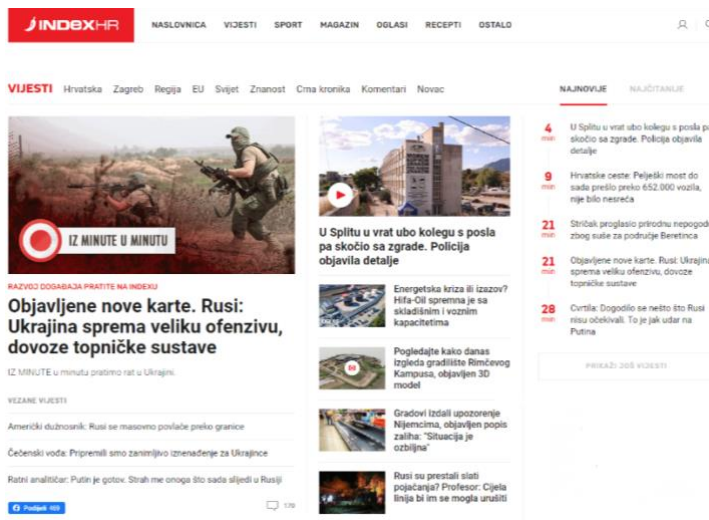 INDEXHR
NASLOVNICA VIJESTI SPORT MAGAZIN OGLASI RECEPTI OSTALO
VIJESTI Hrvatska Zagreb Regija EU Svijet Znanost Crna kronika Komentari Novac
IZ MINUTE U MINUTU
RAZVOJ DOGAĐAJA PRATITE NA INDEXU
Objavljene nove karte. Rusi:
Ukrajina sprema veliku ofenzivu,
dovoze topničke sustave
IZ MINUTE u minutu pratimo rat u Ukrajini.
VEZANE VIJESTI
Američki dužnosnik: Rusi se masovno povlače preko granice
Čečenski vođa: Pripremili smo zanimljivo iznenađenje za Ukrajince
Ratni analitičar: Putin je gotov. Strah me onoga što sada slijedi u Rusiji
Podijeli 469
170
U Splitu u vrat ubo kolegu s posla
pa skočio sa zgrade. Policija
objavila detalje
Energetska kriza ili izazov?
Hifa-Oil spremna je sa
skladišnim i voznim
kapacitetima
Pogledajte kako danas
izgleda gradilište Rimčevog
Kampusa, objavljen 3D
model
Gradovi izdali upozorenje
Nijemcima, objavljen popis
zaliha: "Situacija je
ozbiljna"
Rusi su prestali slati
pojačanja? Profesor: Cijela
linija bi im se mogla urušiti
NAJNOVIJE NAJČITANIJE
4 min
U Splitu u vrat ubo kolegu s posla pa
skočio sa zgrade. Policija objavila
detalje
9 min
Hrvatske ceste: Pelješki most do
sada prešlo preko 652.000 vozila,
nije bilo nesreća
21 min
Stričak proglasio prirodnu nepogodu
zbog suše za područje Beretinca
21 min
Objavljene nove karte. Rusi: Ukrajina
sprema veliku ofenzivu, dovoze
topničke sustave
28 min
Cvrtila: Dogodilo se nešto što Rusi
nisu očekivali. To je jak udar na
Putina
PRIKAŽI JOŠ VIJESTI